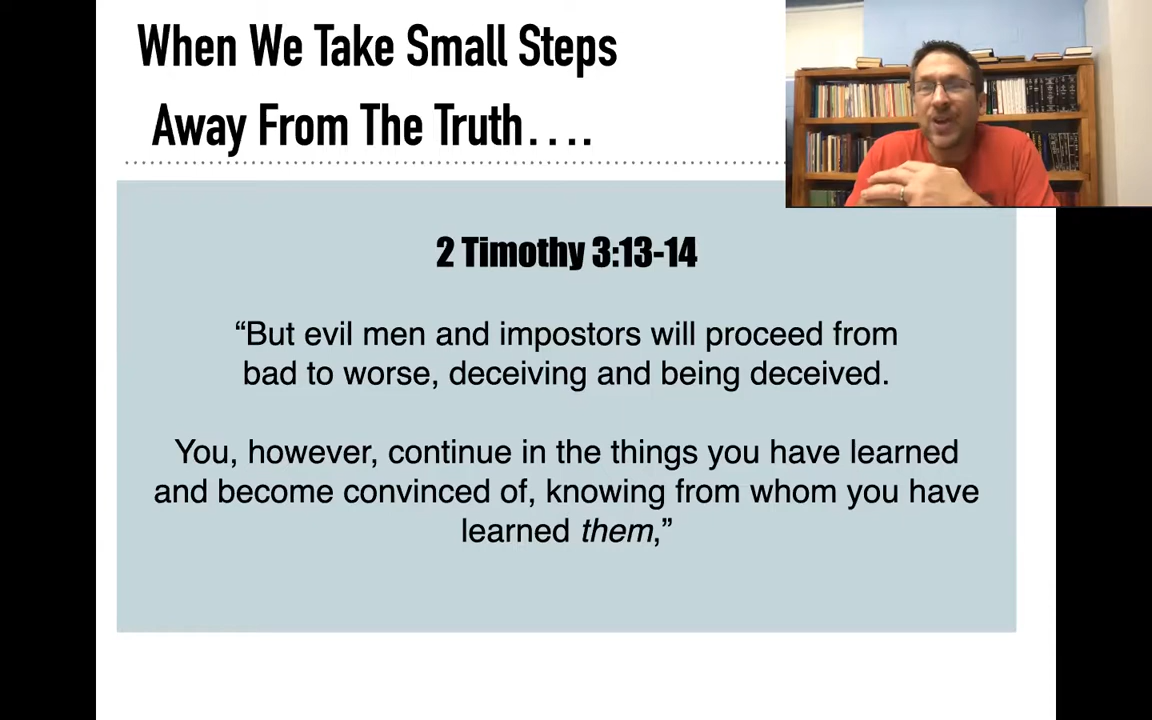 When We Take Small Steps
Away From The Truth....
2 Timothy 3:13-14
“But evil men and impostors will proceed from
bad to worse, deceiving and being deceived.
You, however, continue in the things you have learned
and become convinced of, knowing from whom you have
learned them,”